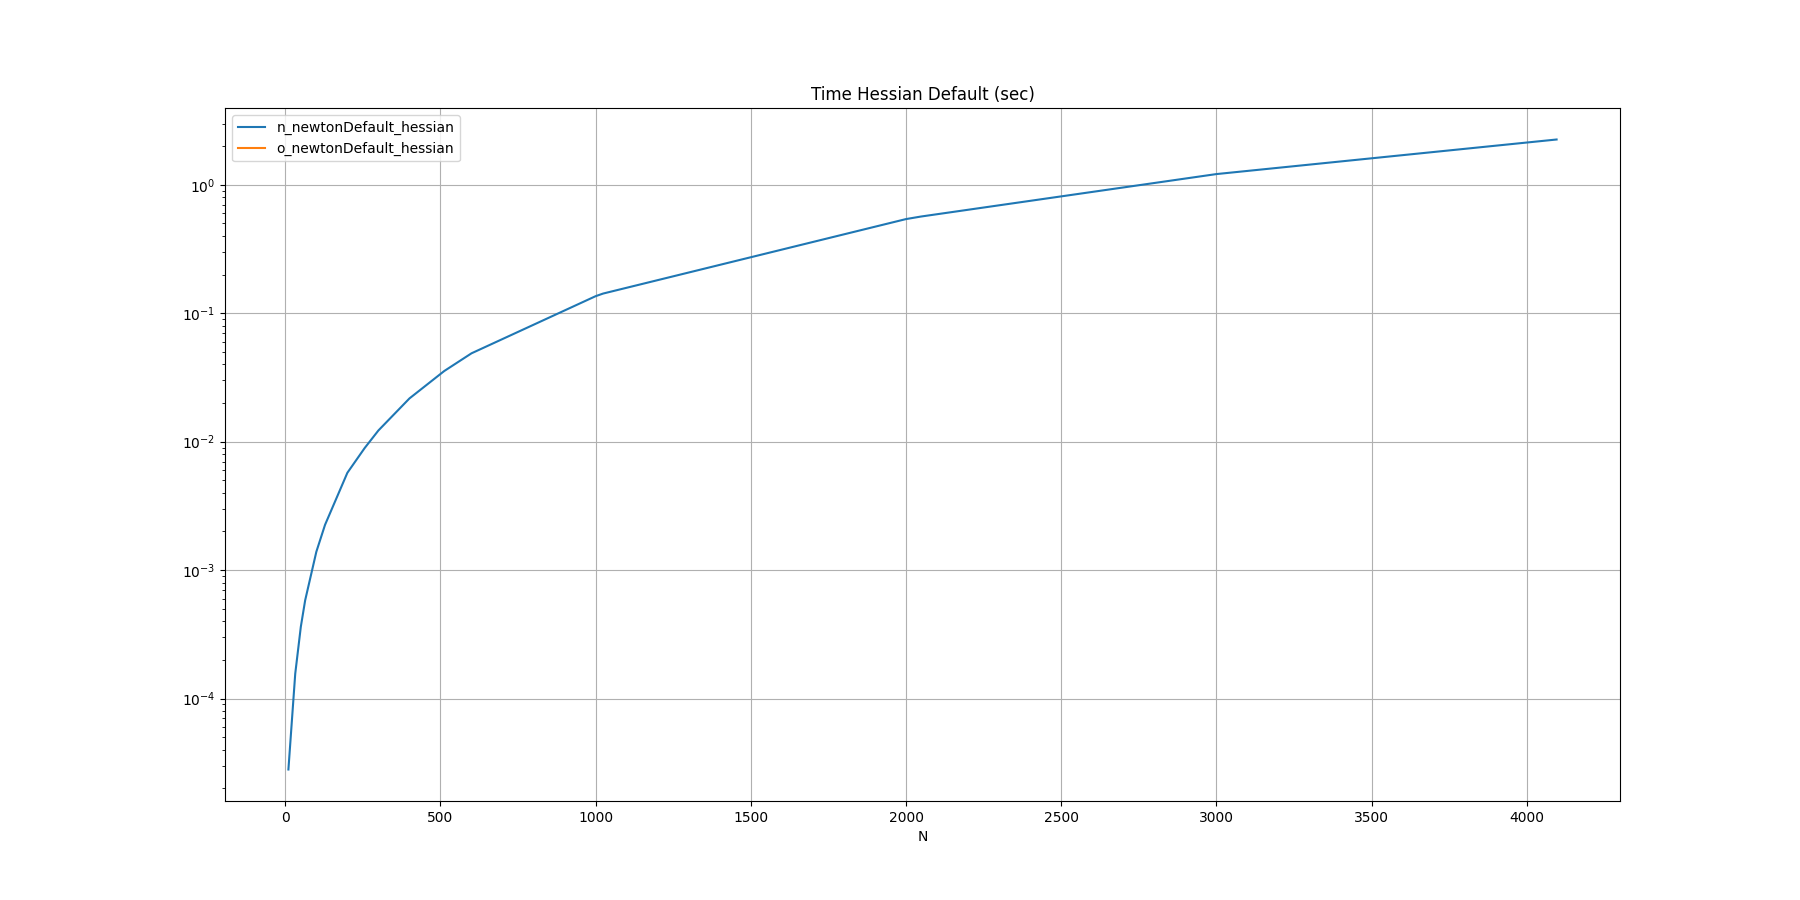 Time Hessian Default (sec)
n_newtonDefault_hessian
o_newtonDefault_hessian
10⁰
10⁻¹
10⁻²
10⁻³
10⁻⁴
0 500 1000 1500 2000 2500 3000 3500 4000
N